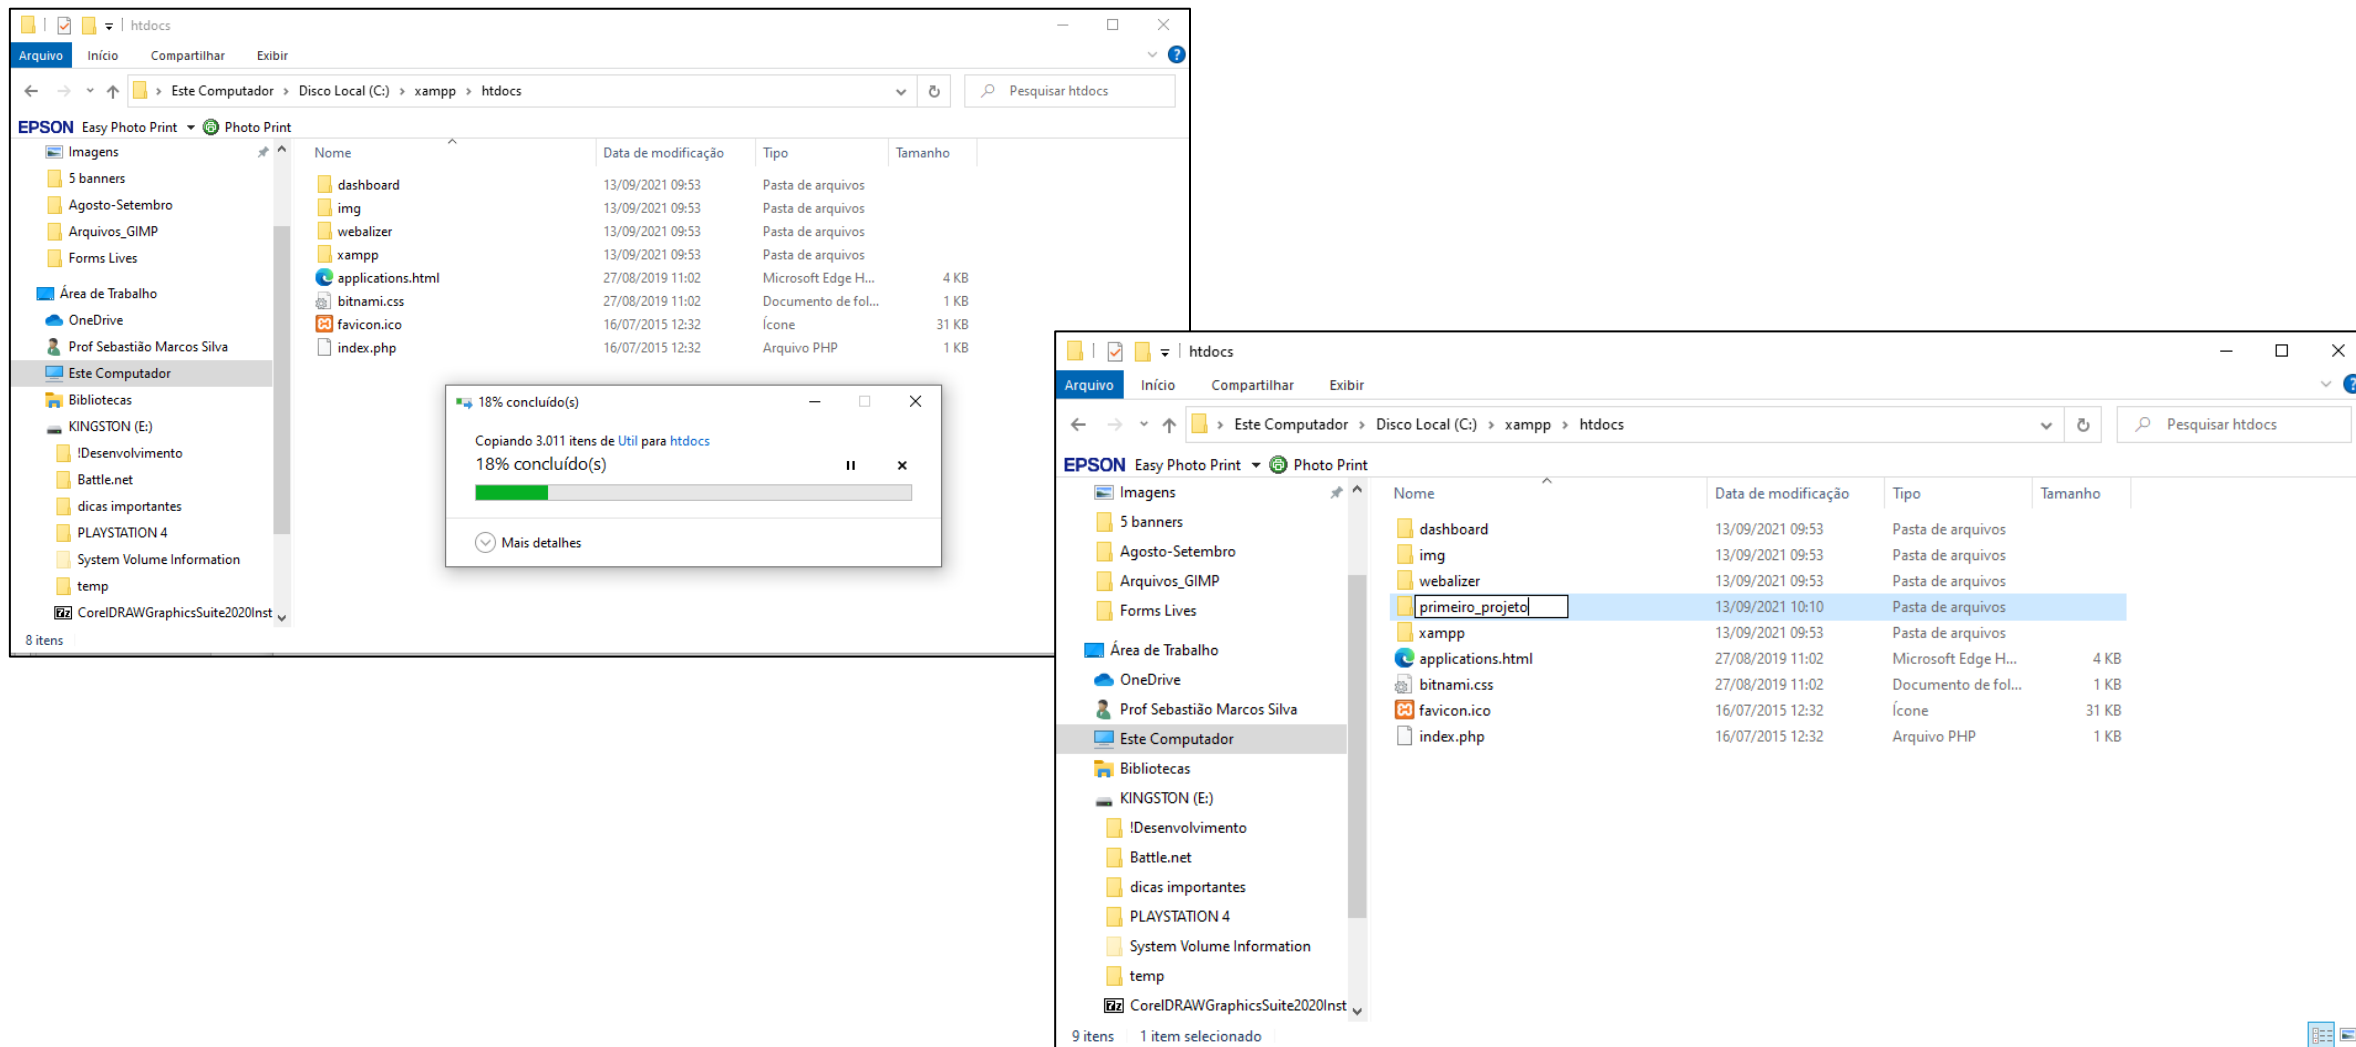 htdocs
Arquivo Início Compartilhar Exibir
Este Computador > Disco Local (C:) > xampp > htdocs Pesquisar htdocs
EPSON Easy Photo Print Photo Print
Imagens
5 banners
Agosto-Setembro
Arquivos_GIMP
Forms Lives
Área de Trabalho
OneDrive
Prof Sebastião Marcos Silva
Este Computador
Bibliotecas
KINGSTON (E:)
!Desenvolvimento
Battle.net
dicas importantes
PLAYSTATION 4
System Volume Information
temp
CorelDRAWGraphicsSuite2020Inst
8 itens
Nome Data de modificação Tipo Tamanho
dashboard 13/09/2021 09:53 Pasta de arquivos
img 13/09/2021 09:53 Pasta de arquivos
webalizer 13/09/2021 09:53 Pasta de arquivos
xampp 13/09/2021 09:53 Pasta de arquivos
applications.html 27/08/2019 11:02 Microsoft Edge H... 4 KB
bitnami.css 27/08/2019 11:02 Documento de fol... 1 KB
favicon.ico 16/07/2015 12:32 Ícone 31 KB
index.php 16/07/2015 12:32 Arquivo PHP 1 KB
18% concluído(s)
Copiando 3.011 itens de Util para htdocs
18% concluído(s)
Mais detalhes
htdocs
Arquivo Início Compartilhar Exibir
Este Computador > Disco Local (C:) > xampp > htdocs Pesquisar htdocs
EPSON Easy Photo Print Photo Print
Imagens
5 banners
Agosto-Setembro
Arquivos_GIMP
Forms Lives
Área de Trabalho
OneDrive
Prof Sebastião Marcos Silva
Este Computador
Bibliotecas
KINGSTON (E:)
!Desenvolvimento
Battle.net
dicas importantes
PLAYSTATION 4
System Volume Information
temp
CorelDRAWGraphicsSuite2020Inst
9 itens 1 item selecionado
Nome Data de modificação Tipo Tamanho
dashboard 13/09/2021 09:53 Pasta de arquivos
img 13/09/2021 09:53 Pasta de arquivos
webalizer 13/09/2021 09:53 Pasta de arquivos
primeiro_projeto 13/09/2021 10:10 Pasta de arquivos
xampp 13/09/2021 09:53 Pasta de arquivos
applications.html 27/08/2019 11:02 Microsoft Edge H... 4 KB
bitnami.css 27/08/2019 11:02 Documento de fol... 1 KB
favicon.ico 16/07/2015 12:32 Ícone 31 KB
index.php 16/07/2015 12:32 Arquivo PHP 1 KB